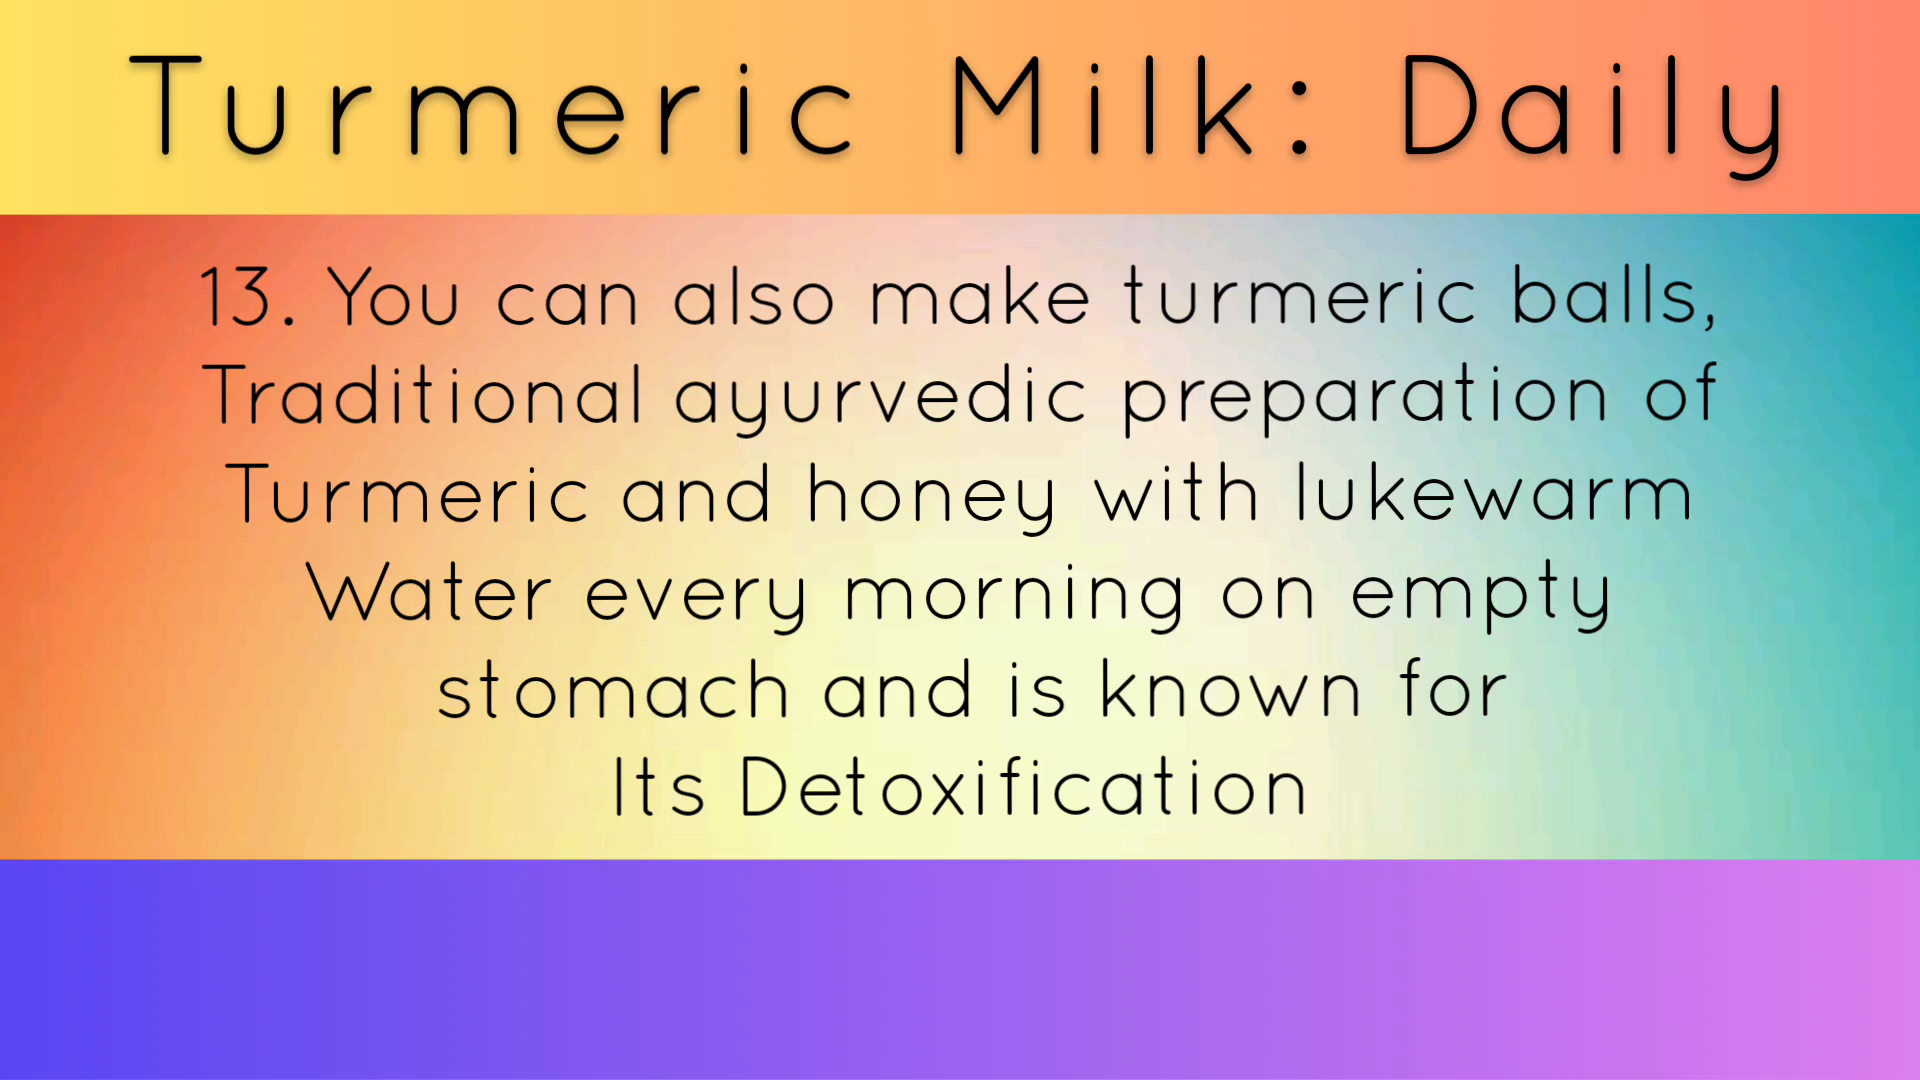 Turmeric Milk: Daily
13. You can also make turmeric balls,
Traditional ayurvedic preparation of
Turmeric and honey with lukewarm
Water every morning on empty
stomach and is known for
Its Detoxification